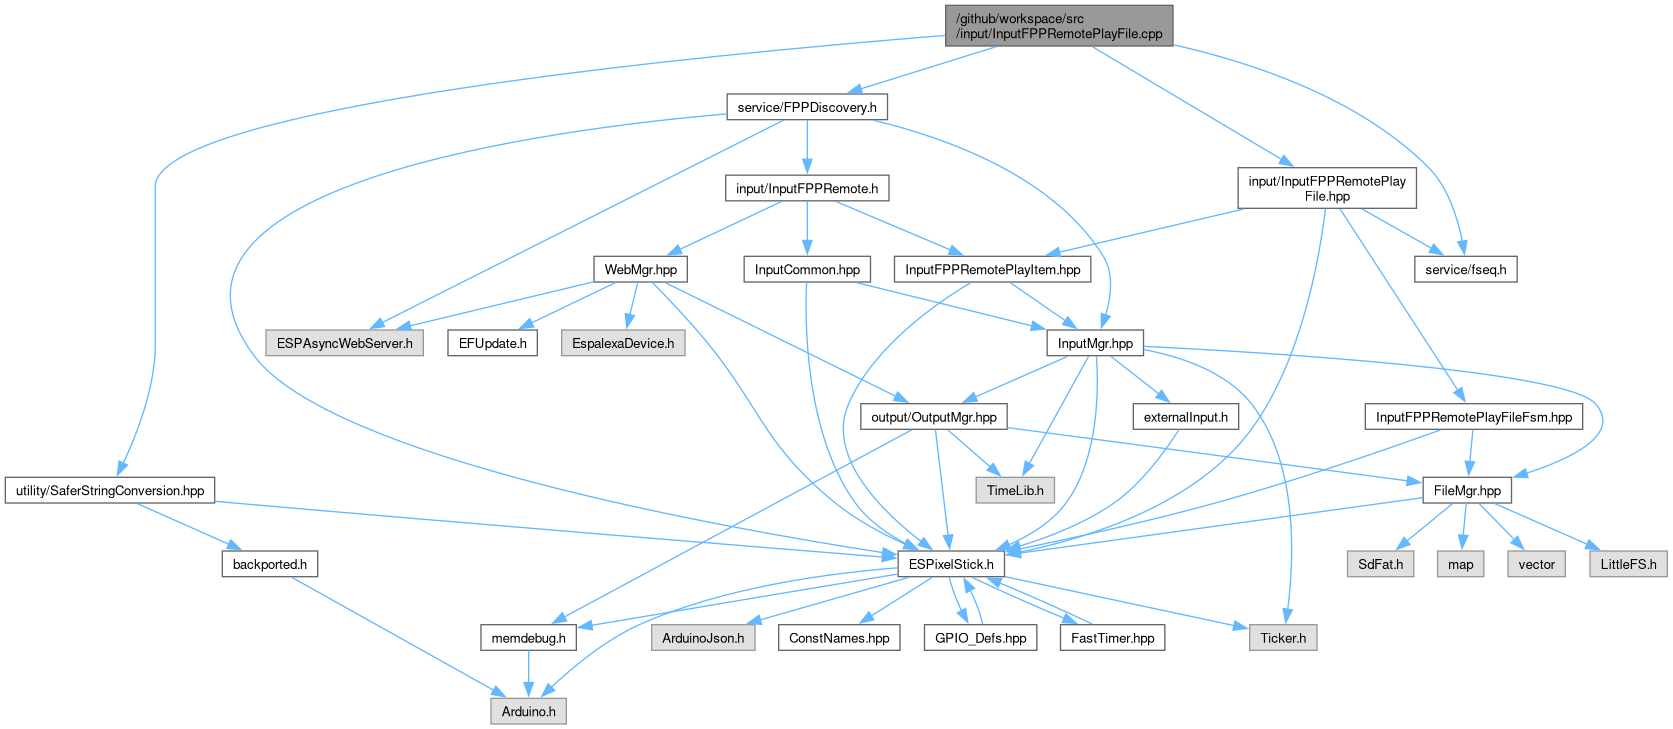 /github/workspace/src
/input/InputFPPRemotePlayFile.cpp
service/FPPDiscovery.h
input/InputFPPRemote.h
input/InputFPPRemotePlay
File.hpp
WebMgr.hpp
InputCommon.hpp
InputFPPRemotePlayItem.hpp
service/fseq.h
ESPAsyncWebServer.h
EFUpdate.h
EspalexaDevice.h
InputMgr.hpp
output/OutputMgr.hpp
externalInput.h
InputFPPRemotePlayFileFsm.hpp
utility/SaferStringConversion.hpp
TimeLib.h
FileMgr.hpp
backported.h
ESPixelStick.h
SdFat.h
map
vector
LittleFS.h
memdebug.h
ArduinoJson.h
ConstNames.hpp
GPIO_Defs.hpp
FastTimer.hpp
Ticker.h
Arduino.h